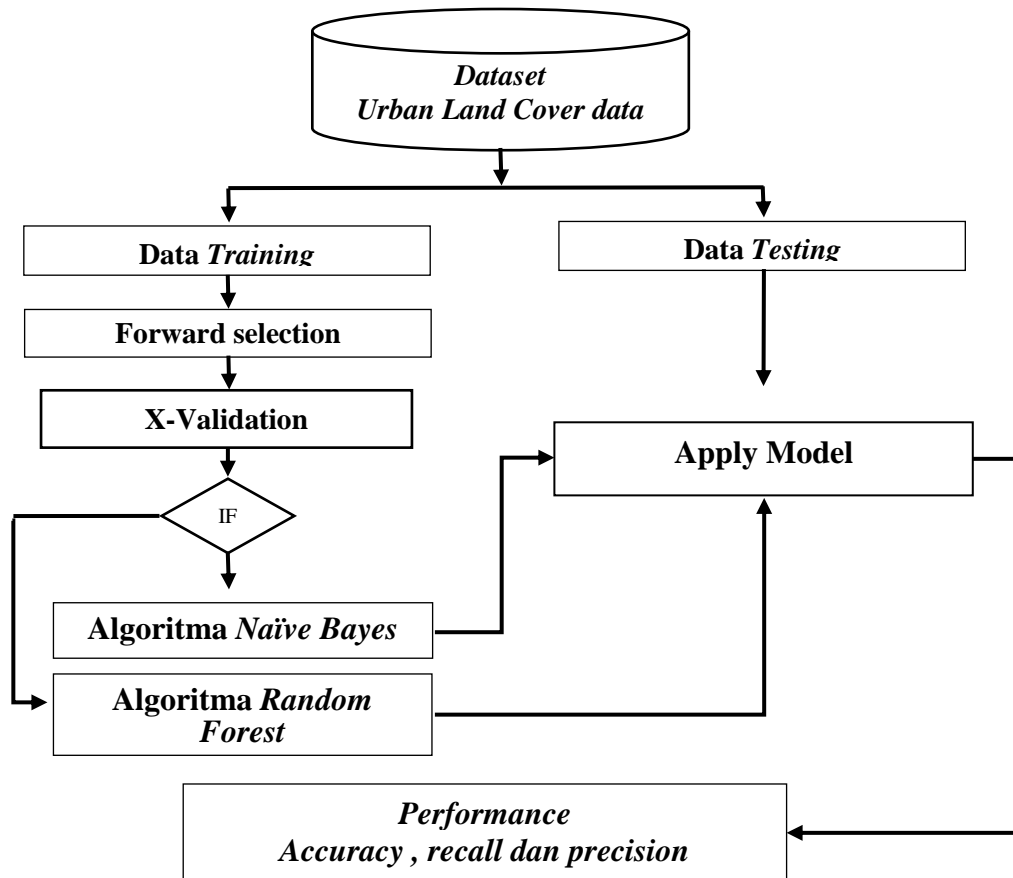 Dataset
Urban Land Cover data
Data Training
Data Testing
Forward selection
X-Validation
Apply Model
IF
Algoritma Naïve Bayes
Algoritma Random
Forest
Performance
Accuracy , recall dan precision